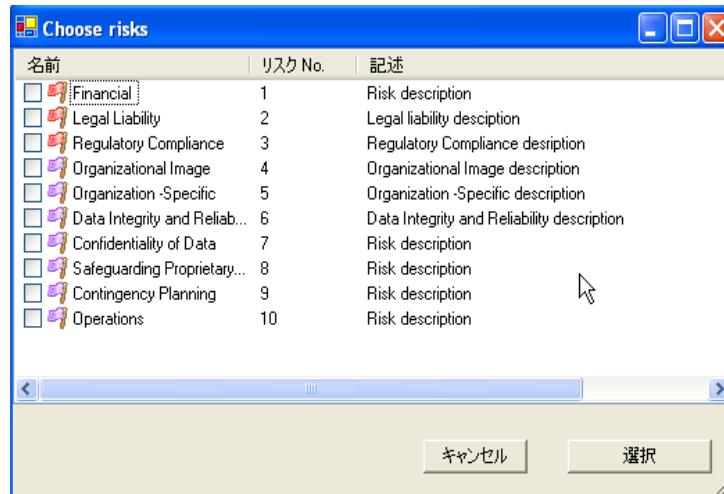 Choose risks
名前 リスク No. 記述
Financial 1 Risk description
Legal Liability 2 Legal liability desciption
Regulatory Compliance 3 Regulatory Compliance desription
Organizational Image 4 Organizational Image description
Organization -Specific 5 Organization -Specific description
Data Integrity and Reliab... 6 Data Integrity and Reliability description
Confidentiality of Data 7 Risk description
Safeguarding Proprietary... 8 Risk description
Contingency Planning 9 Risk description
Operations 10 Risk description
キャンセル 選択